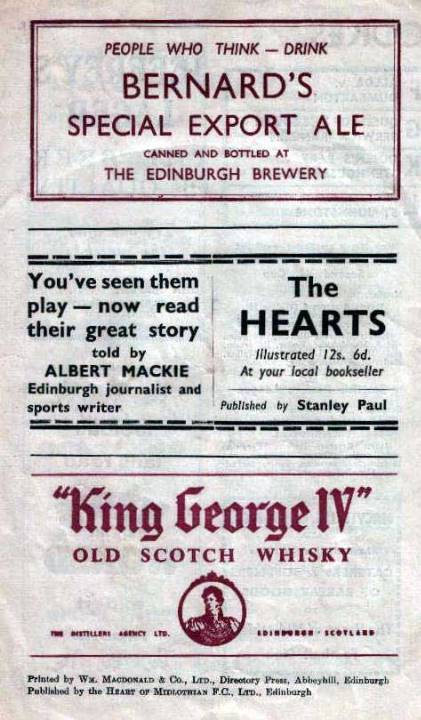 PEOPLE WHO THINK — DRINK
BERNARD'S
SPECIAL EXPORT ALE
CANNED AND BOTTLED AT
THE EDINBURGH BREWERY
You've seen them
play — now read
their great story
told by
ALBERT MACKIE
Edinburgh journalist and
sports writer
The
HEARTS
Illustrated 12s. 6d.
At your local bookseller
Published by Stanley Paul
"King George IV"
OLD SCOTCH WHISKY
THE DISTILLERS AGENCY LTD. EDINBURGH · SCOTLAND
Printed by WM. MACDONALD & CO., LTD., Directory Press, Abbeyhill, Edinburgh
Published by the HEART OF MIDLOTHIAN F.C., LTD., Edinburgh